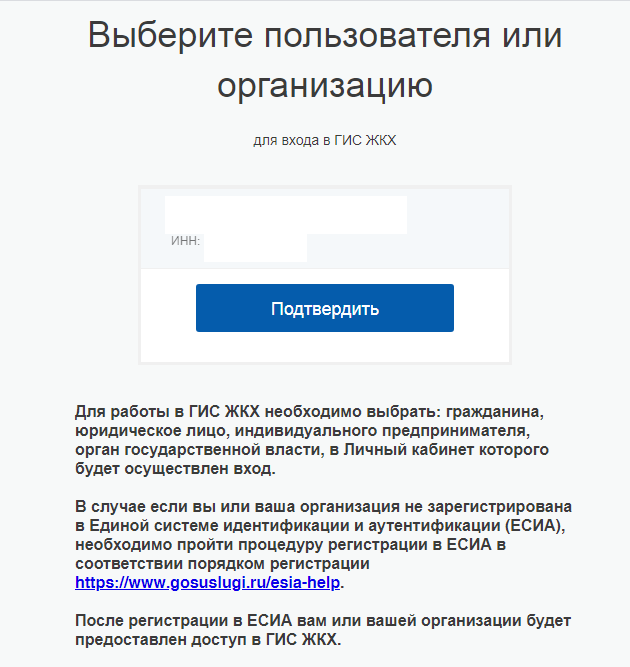 Выберите пользователя или
организацию
для входа в ГИС ЖКХ
ИНН:
Подтвердить
Для работы в ГИС ЖКХ необходимо выбрать: гражданина,
юридическое лицо, индивидуального предпринимателя,
орган государственной власти, в Личный кабинет которого
будет осуществлен вход.
В случае если вы или ваша организация не зарегистрирована
в Единой системе идентификации и аутентификации (ЕСИА),
необходимо пройти процедуру регистрации в ЕСИА в
соответствии порядком регистрации
https://www.gosuslugi.ru/esia-help.
После регистрации в ЕСИА вам или вашей организации будет
предоставлен доступ в ГИС ЖКХ.